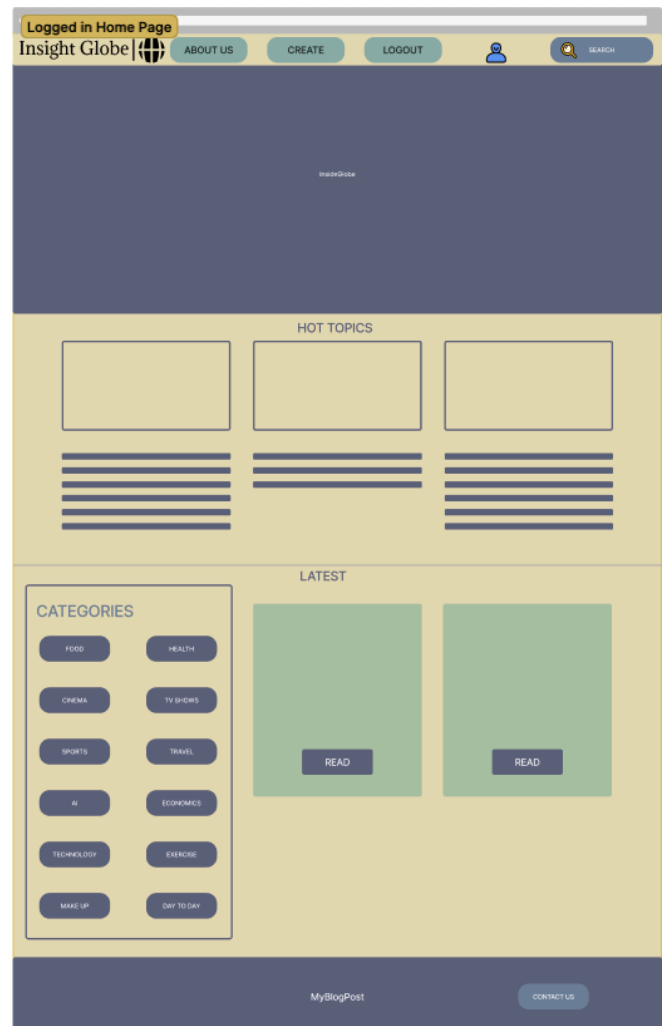 Logged in Home Page
Insight Globe ABOUT US CREATE LOGOUT SEARCH
InsideGlobe
HOT TOPICS
LATEST
CATEGORIES
FOOD HEALTH
CINEMA TV SHOWS
SPORTS TRAVEL
READ READ
AI ECONOMICS
TECHNOLOGY EXERCISE
MAKE UP DAY TO DAY
MyBlogPost CONTACT US